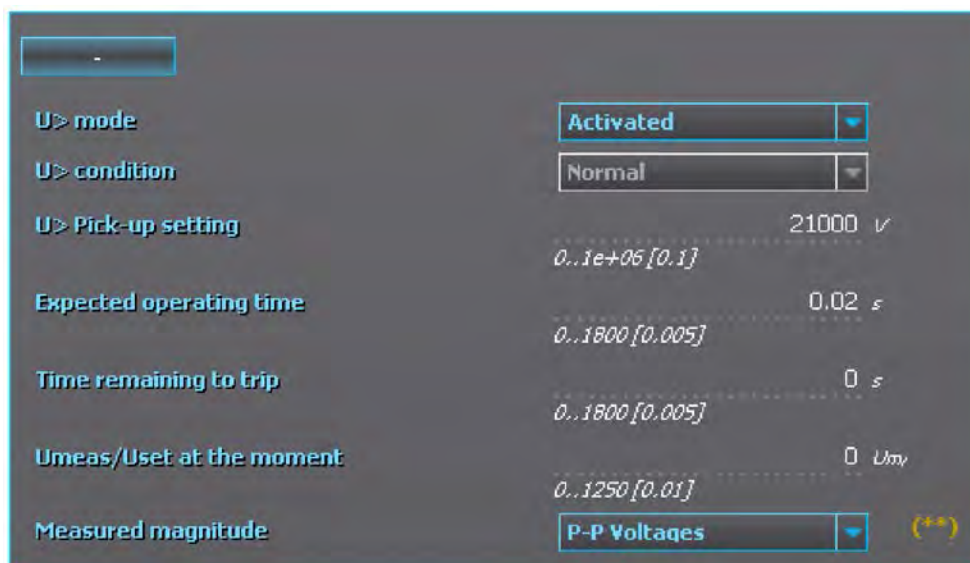 -
U> mode Activated
U> condition Normal
U> Pick-up setting 21000 V
0..1e+06 [0.1]
Expected operating time 0.02 s
0..1800 [0.005]
Time remaining to trip 0 s
0..1800 [0.005]
Umeas/Uset at the moment 0
0..1250 [0.01]
Measured magnitude P-P Voltages (**)